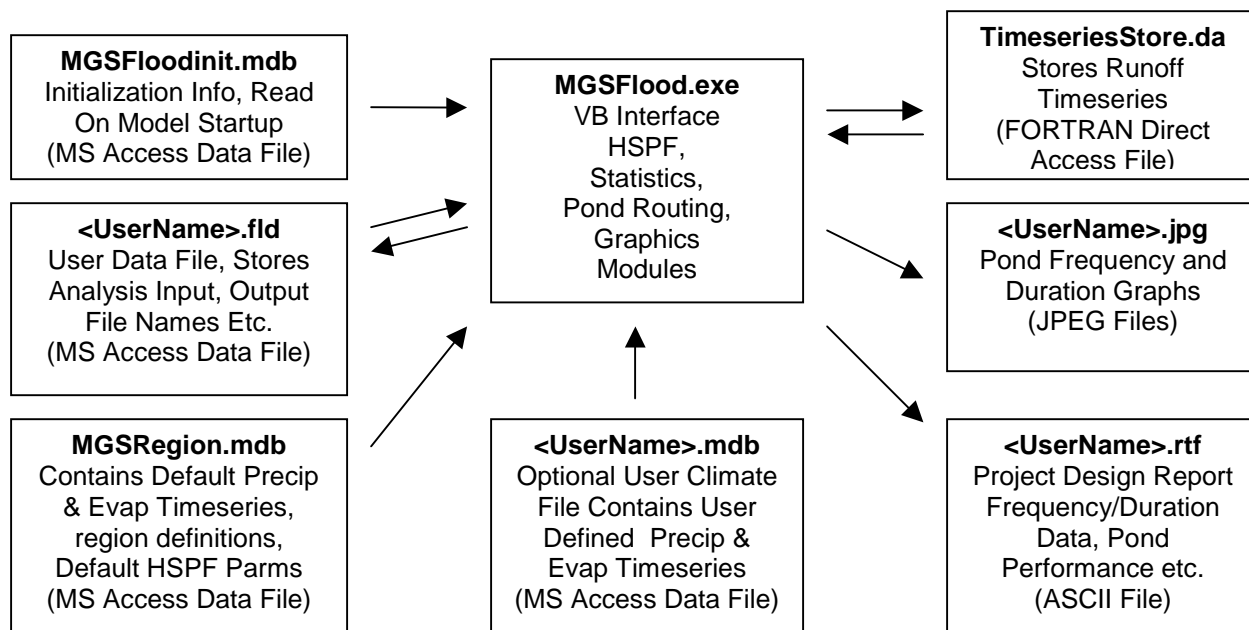 MGSFloodinit.mdb
Initialization Info, Read
On Model Startup
(MS Access Data File)
MGSFlood.exe
VB Interface
HSPF,
Statistics,
Pond Routing,
Graphics
Modules
TimeseriesStore.da
Stores Runoff
Timeseries
(FORTRAN Direct
Access File)
<UserName>.fld
User Data File, Stores
Analysis Input, Output
File Names Etc.
(MS Access Data File)
<UserName>.jpg
Pond Frequency and
Duration Graphs
(JPEG Files)
MGSRegion.mdb
Contains Default Precip
& Evap Timeseries,
region definitions,
Default HSPF Parms
(MS Access Data File)
<UserName>.mdb
Optional User Climate
File Contains User
Defined Precip &
Evap Timeseries
(MS Access Data File)
<UserName>.rtf
Project Design Report
Frequency/Duration
Data, Pond
Performance etc.
(ASCII File)